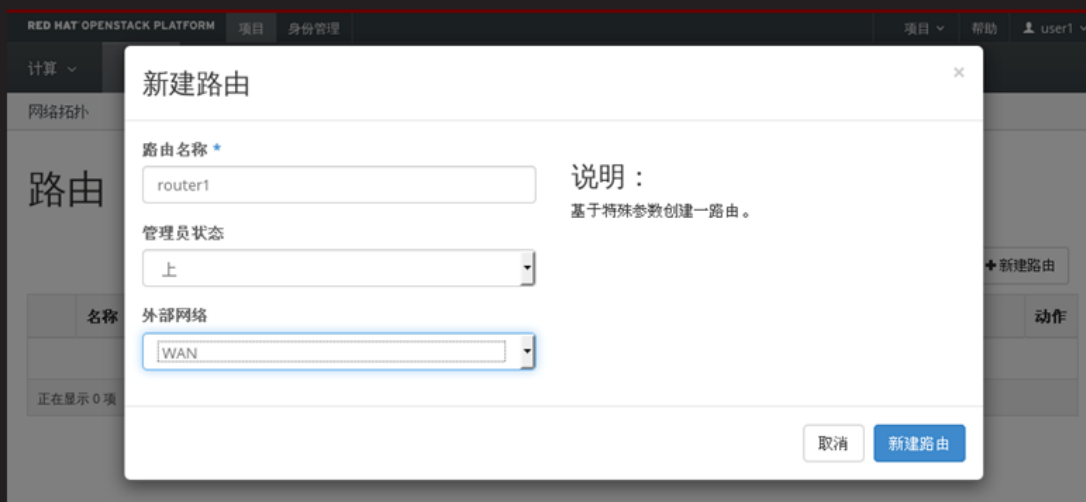 RED HAT OPENSTACK PLATFORM 项目 身份管理 项目 帮助 user1
计算
网络拓扑
路由
新建路由
名称 动作
正在显示 0 项
新建路由 ×
路由名称 *
router1
管理员状态
上
外部网络
WAN
说明：
基于特殊参数创建一路由。
取消 新建路由